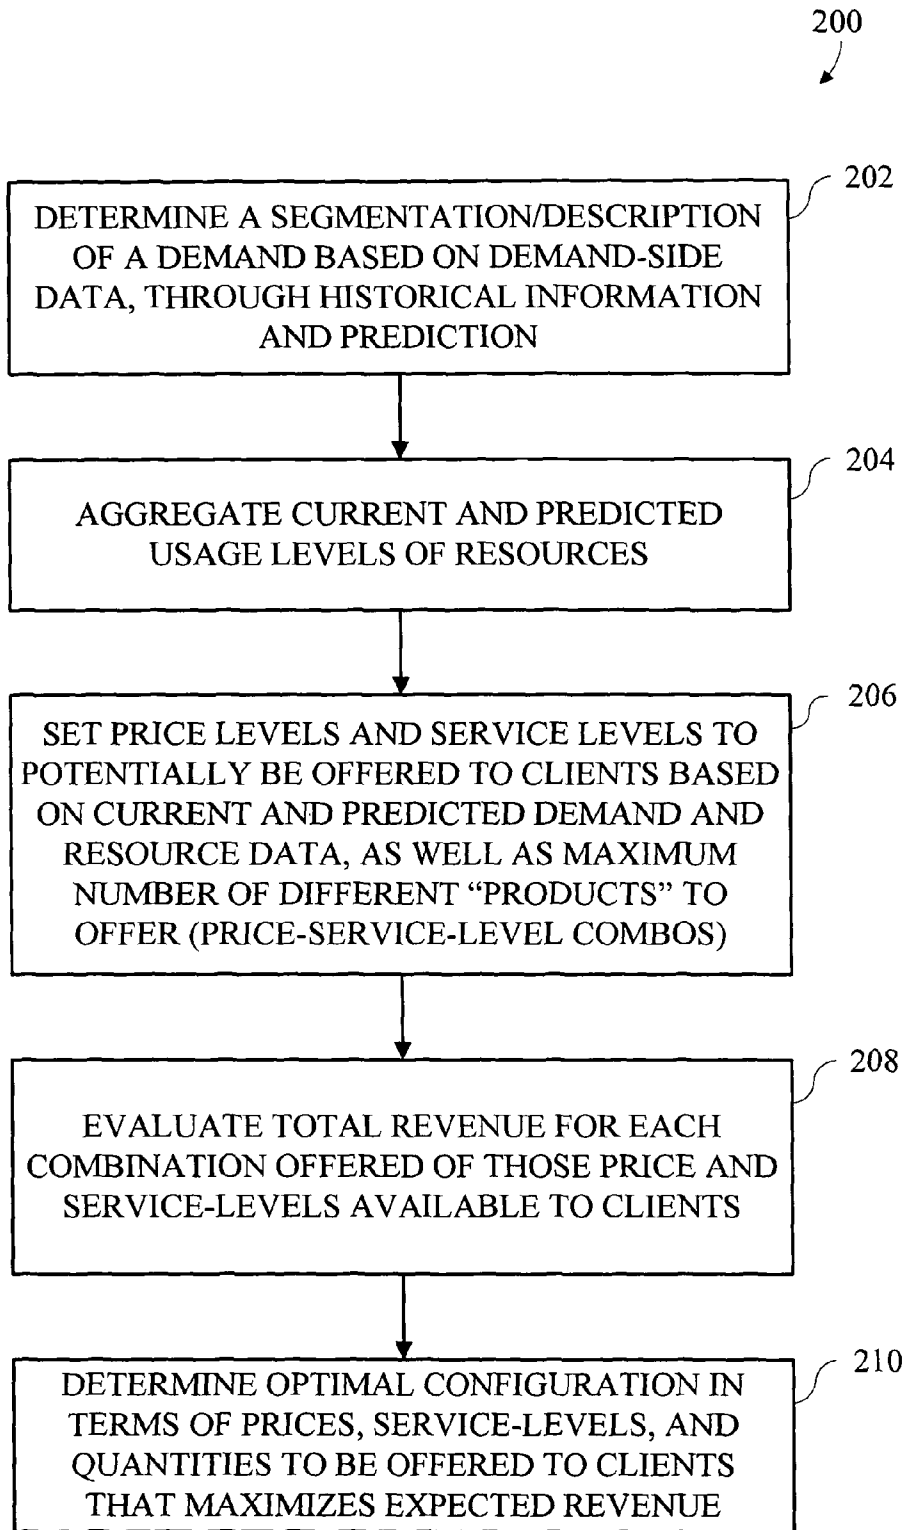 200
202
DETERMINE A SEGMENTATION/DESCRIPTION
OF A DEMAND BASED ON DEMAND-SIDE
DATA, THROUGH HISTORICAL INFORMATION
AND PREDICTION
204
AGGREGATE CURRENT AND PREDICTED
USAGE LEVELS OF RESOURCES
206
SET PRICE LEVELS AND SERVICE LEVELS TO
POTENTIALLY BE OFFERED TO CLIENTS BASED
ON CURRENT AND PREDICTED DEMAND AND
RESOURCE DATA, AS WELL AS MAXIMUM
NUMBER OF DIFFERENT “PRODUCTS” TO
OFFER (PRICE-SERVICE-LEVEL COMBOS)
208
EVALUATE TOTAL REVENUE FOR EACH
COMBINATION OFFERED OF THOSE PRICE AND
SERVICE-LEVELS AVAILABLE TO CLIENTS
210
DETERMINE OPTIMAL CONFIGURATION IN
TERMS OF PRICES, SERVICE-LEVELS, AND
QUANTITIES TO BE OFFERED TO CLIENTS
THAT MAXIMIZES EXPECTED REVENUE